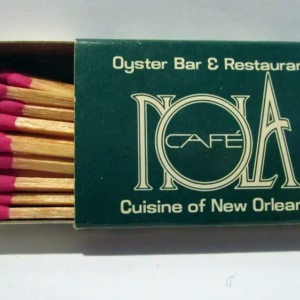 Oyster Bar & Restauran
NOLA
CAFÉ
Cuisine of New Orlean